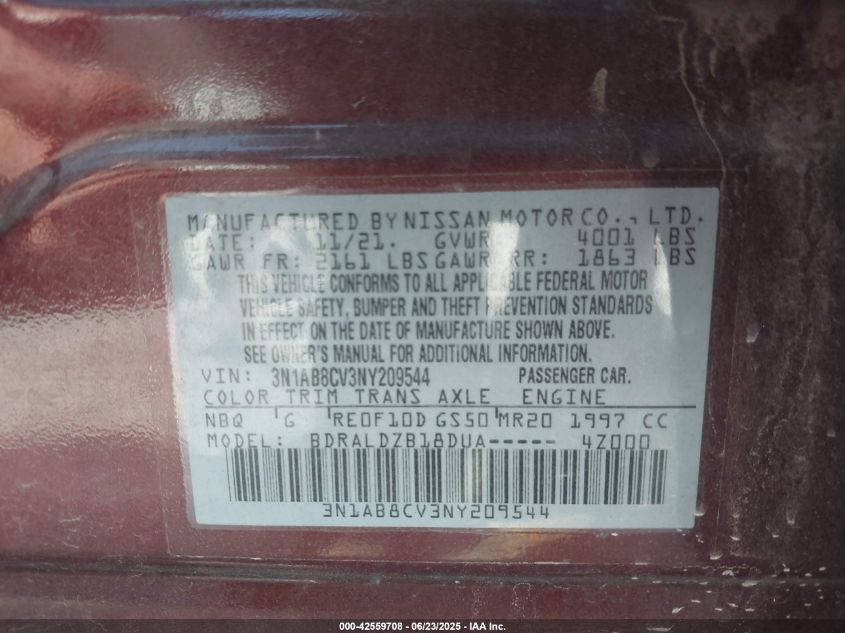 MANUFACTURED BY NISSAN MOTOR CO., LTD.
DATE: 11/21. GVWR: 4001 LBS
GAWR FR: 2161 LBS GAWR RR: 1863 LBS
THIS VEHICLE CONFORMS TO ALL APPLICABLE FEDERAL MOTOR
VEHICLE SAFETY, BUMPER AND THEFT PREVENTION STANDARDS
IN EFFECT ON THE DATE OF MANUFACTURE SHOWN ABOVE.
SEE OWNER'S MANUAL FOR ADDITIONAL INFORMATION.
VIN: 3N1AB8CV3NY209544 PASSENGER CAR.
COLOR TRIM TRANS AXLE ENGINE
NBQ 'G 'RE0F10D GS50'MR20 1997 CC
MODEL: BDRALDZB18DUA----- 4Z000
3N1AB8CV3NY209544
000-42559708 - 06/23/2025 - IAA Inc.